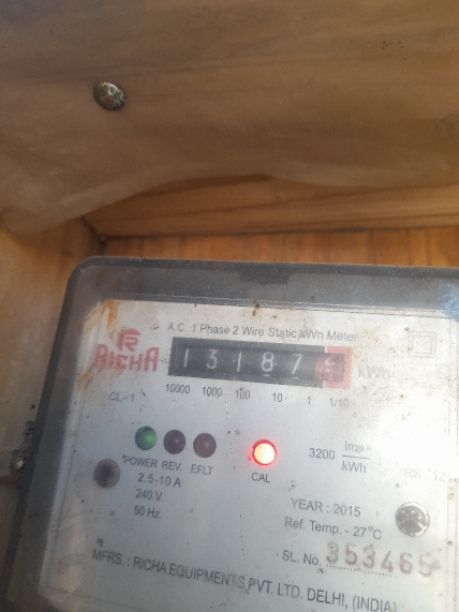 A.C. 1 Phase 2 Wire Static kWh Meter
RICHA 13187 kWh
CL-1 10000 1000 100 10 1 1/10
POWER REV. EFLT CAL 3200 imp/kWh
2.5-10 A
240 V.
50 Hz.
YEAR : 2015
Ref. Temp. - 27°C
SL. No. 353465
MFRS. : RICHA EQUIPMENTS PVT. LTD. DELHI, (INDIA)